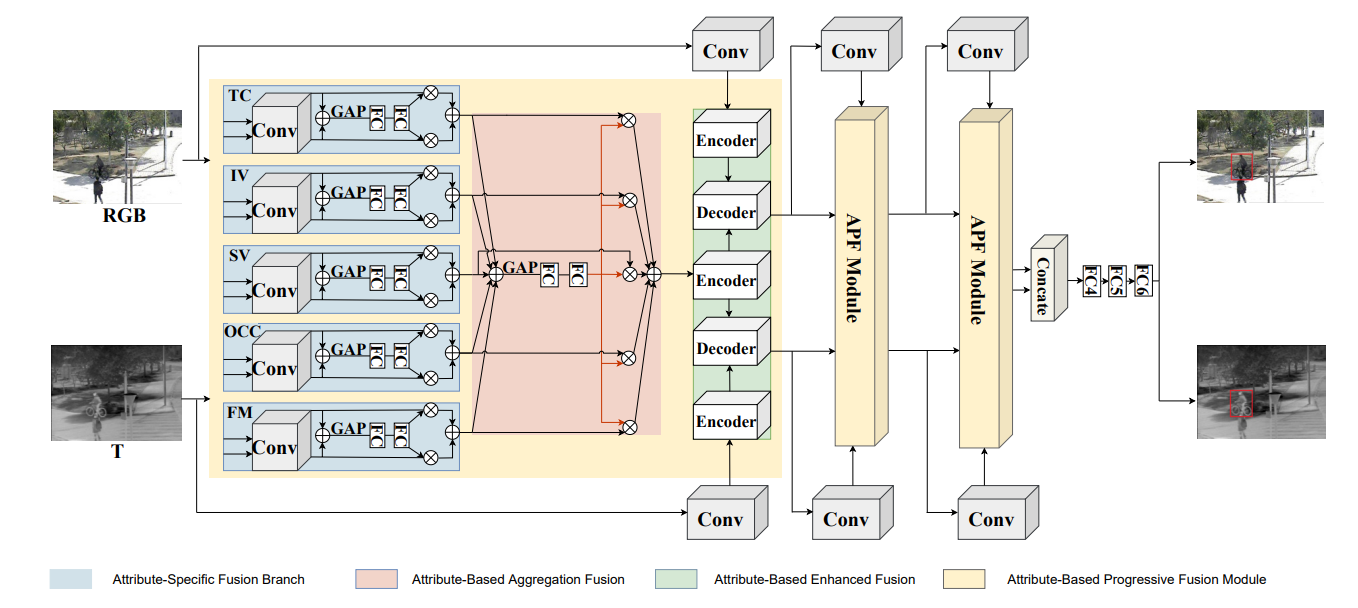 Conv
Conv
Conv
TC
Conv
GAP
FC
FC
IV
Conv
GAP
FC
FC
SV
Conv
GAP
FC
FC
OCC
Conv
GAP
FC
FC
FM
Conv
GAP
FC
FC
RGB
T
GAP
FC
FC
Encoder
Decoder
Encoder
Decoder
Encoder
APF Module
APF Module
Concate
FC4
FC5
FC6
Conv
Conv
Conv
Attribute-Specific Fusion Branch
Attribute-Based Aggregation Fusion
Attribute-Based Enhanced Fusion
Attribute-Based Progressive Fusion Module